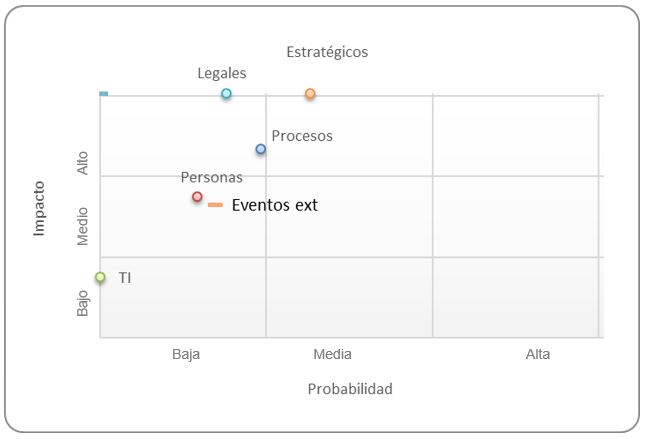 Estratégicos
Legales
Procesos
Personas
Eventos ext
TI
Impacto
Alto
Medio
Bajo
Baja
Media
Alta
Probabilidad